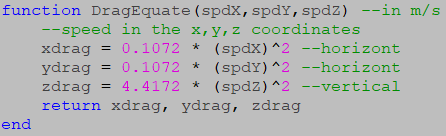 function DragEquate(spdX,spdY,spdZ) --in m/s
--speed in the x,y,z coordinates
xdrag = 0.1072 * (spdX)^2 --horizont
ydrag = 0.1072 * (spdY)^2 --horizont
zdrag = 4.4172 * (spdZ)^2 --vertical
return xdrag, ydrag, zdrag
end